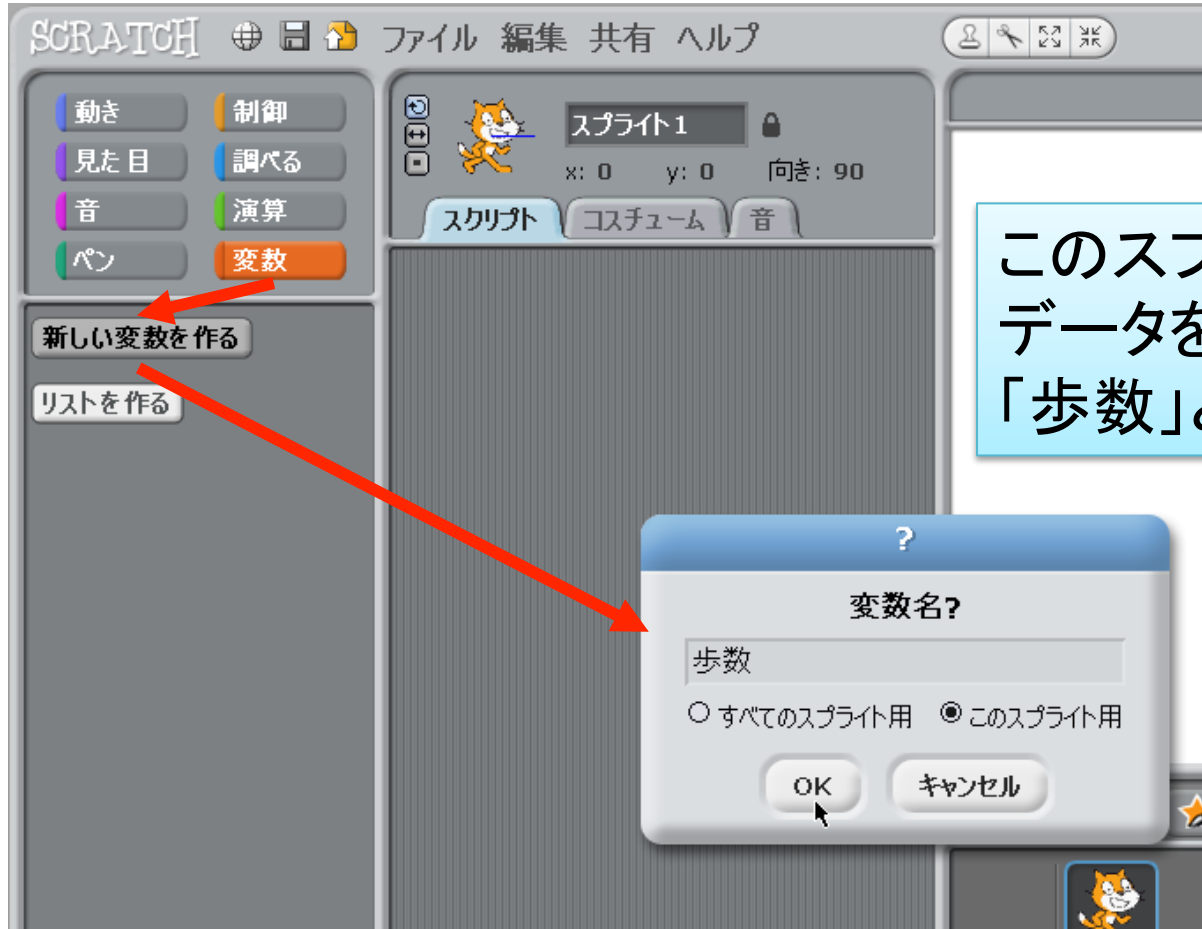 SCRATCH ファイル 編集 共有 ヘルプ
動き 制御
見た目 調べる
音 演算
ペン 変数
スプライト1
x: 0 y: 0 向き: 90
スクリプト コスチューム 音
新しい変数を作る
リストを作る
このスプ
データを
「歩数」と
?
変数名?
歩数
すべてのスプライト用 このスプライト用
OK キャンセル